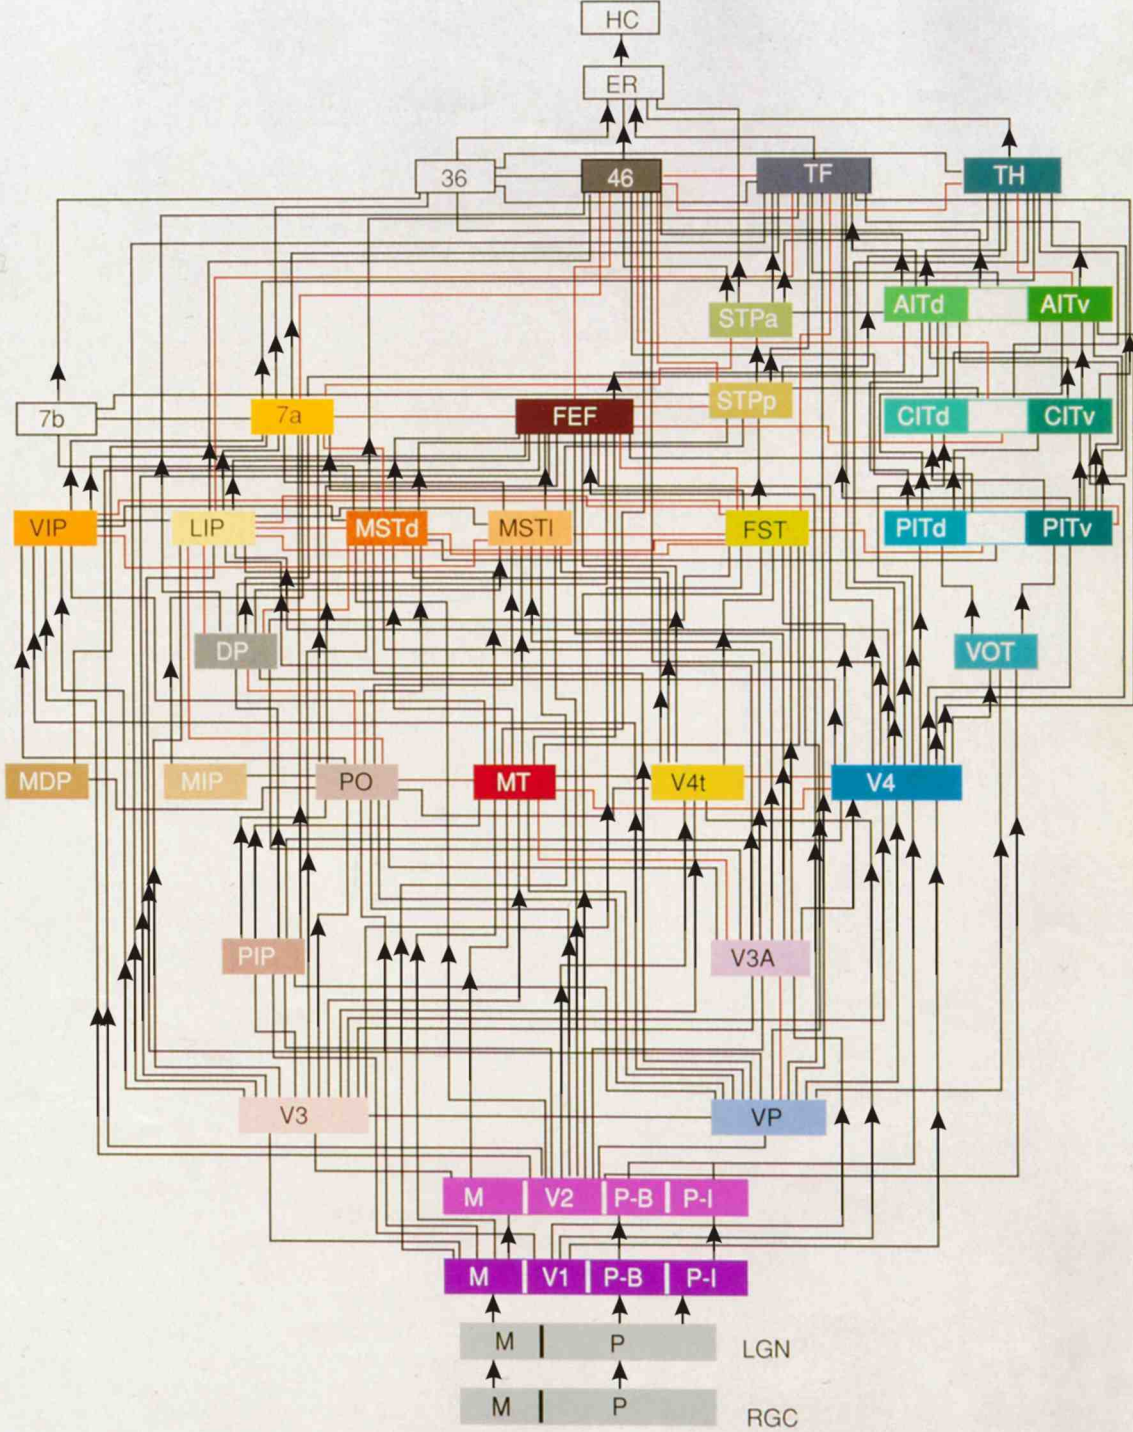 HC
ER
36 46 TF TH
STPa AITd AITv
7b 7a FEF STPp CITd CITv
VIP LIP MSTd MSTl FST PITd PITv
DP VOT
MDP MIP PO MT V4t V4
PIP V3A
V3 VP
M V2 P-B P-I
M V1 P-B P-I
M P LGN
M P RGC